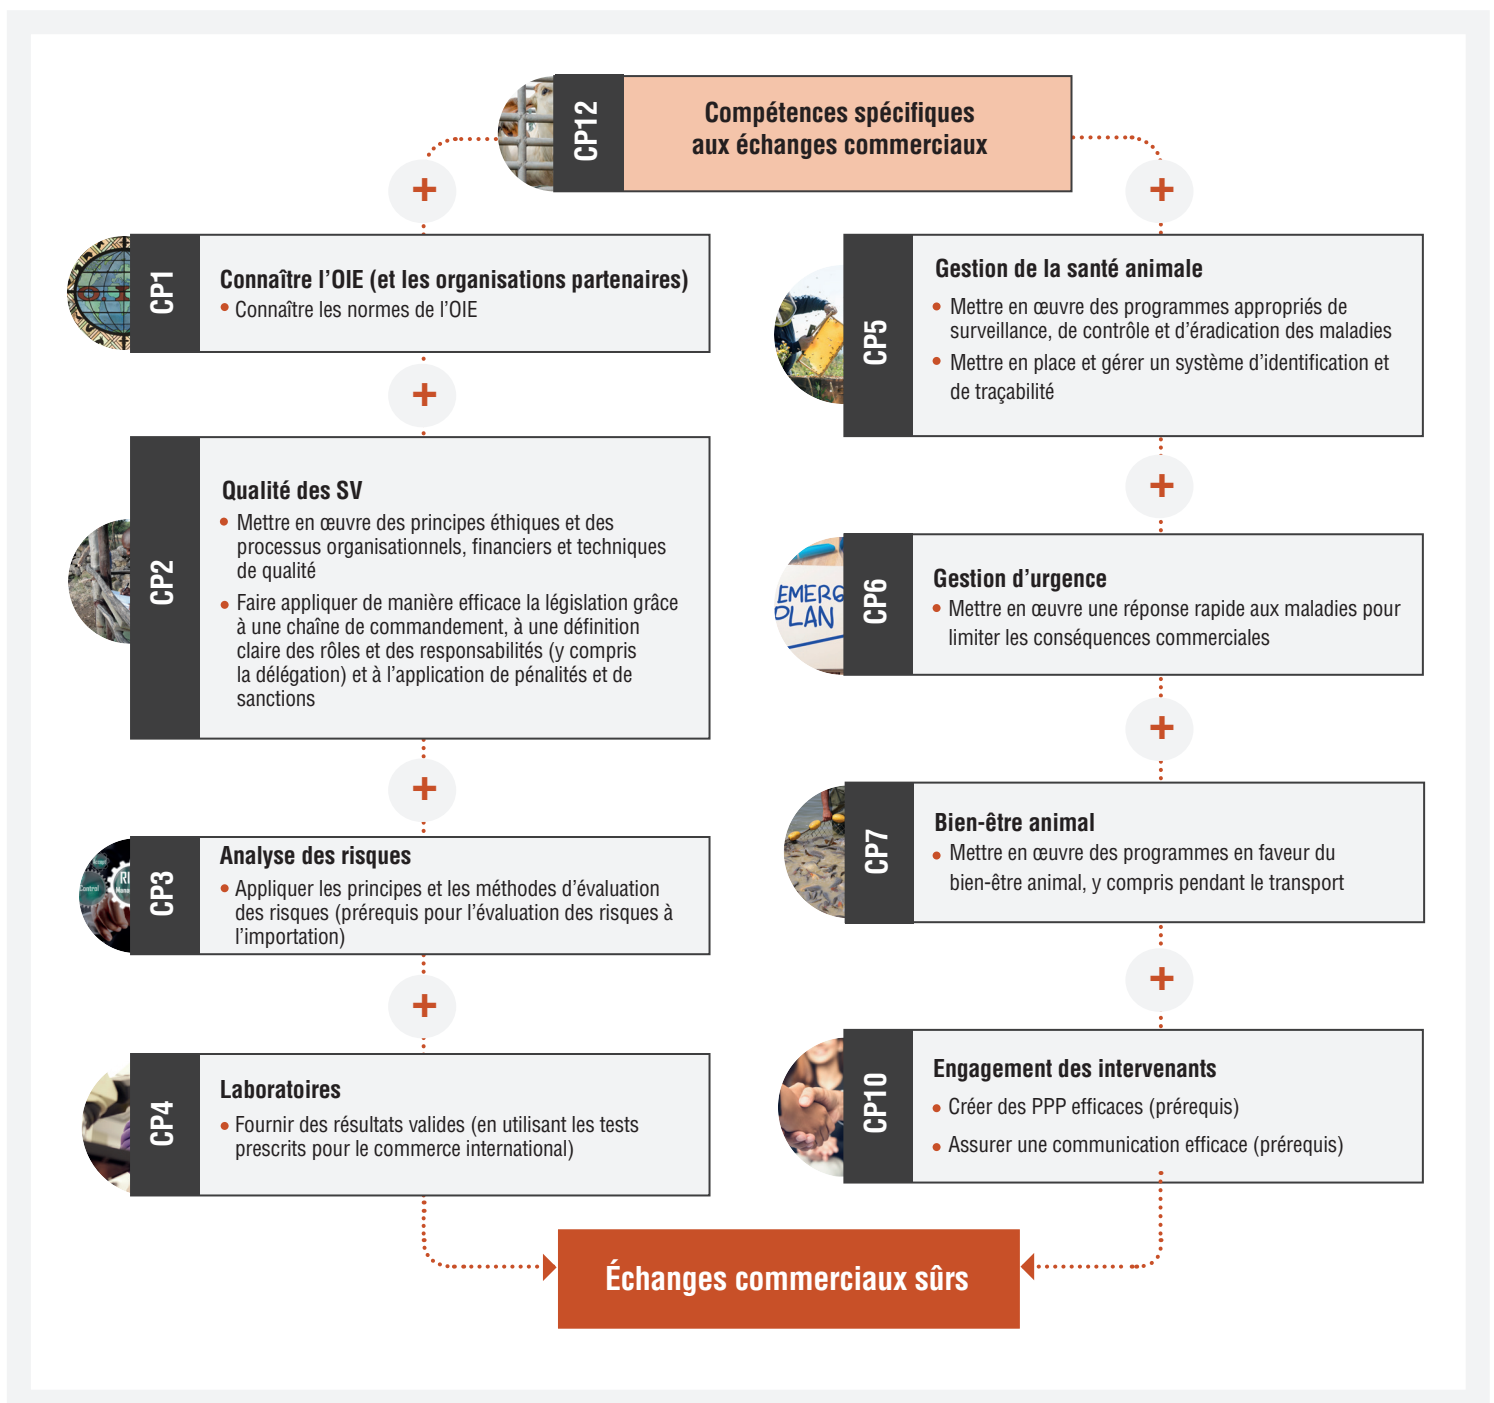 CP12
Compétences spécifiques
aux échanges commerciaux
+
+
CP1
Connaître l’OIE (et les organisations partenaires)
• Connaître les normes de l’OIE
+
CP2
Qualité des SV
• Mettre en œuvre des principes éthiques et des
processus organisationnels, financiers et techniques
de qualité
• Faire appliquer de manière efficace la législation grâce
à une chaîne de commandement, à une définition
claire des rôles et des responsabilités (y compris
la délégation) et à l’application de pénalités et de
sanctions
+
CP3
Control
Analyse des risques
• Appliquer les principes et les méthodes d’évaluation
des risques (prérequis pour l’évaluation des risques à
l’importation)
+
CP4
Laboratoires
• Fournir des résultats valides (en utilisant les tests
prescrits pour le commerce international)
CP5
Gestion de la santé animale
• Mettre en œuvre des programmes appropriés de
surveillance, de contrôle et d’éradication des maladies
• Mettre en place et gérer un système d’identification et
de traçabilité
+
EMERG
PLAN
CP6
Gestion d’urgence
• Mettre en œuvre une réponse rapide aux maladies pour
limiter les conséquences commerciales
+
CP7
Bien-être animal
• Mettre en œuvre des programmes en faveur du
bien-être animal, y compris pendant le transport
+
CP10
Engagement des intervenants
• Créer des PPP efficaces (prérequis)
• Assurer une communication efficace (prérequis)
Échanges commerciaux sûrs